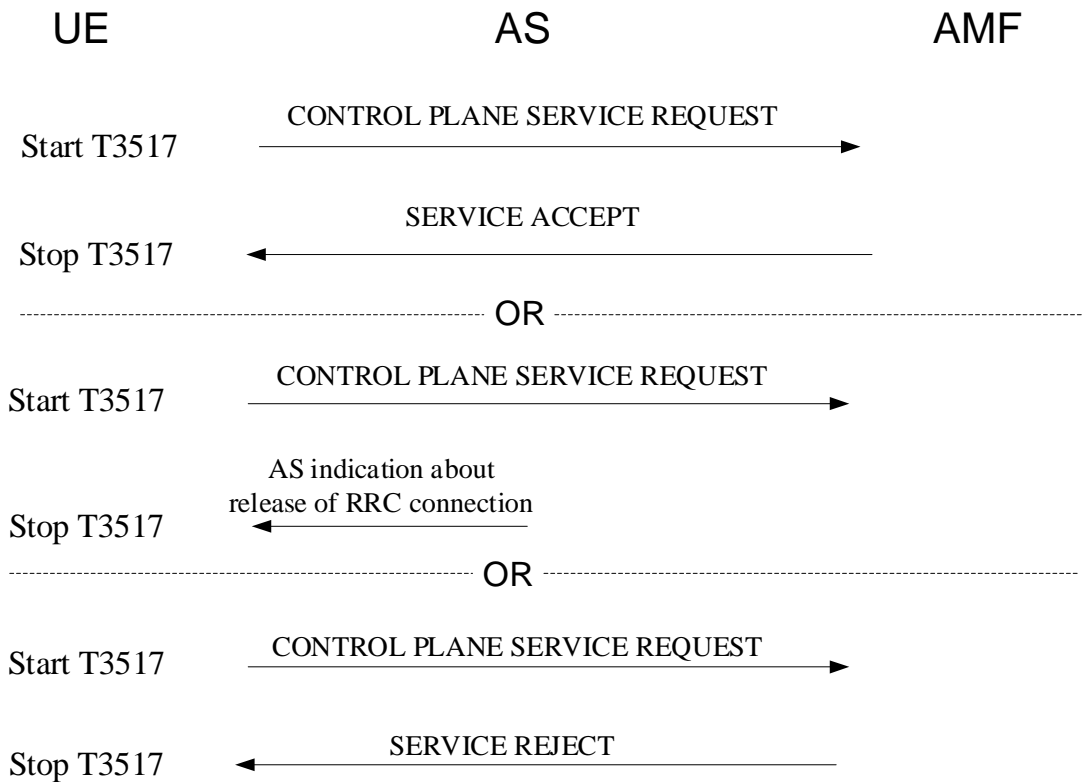 UE AS AMF
CONTROL PLANE SERVICE REQUEST
Start T3517
SERVICE ACCEPT
Stop T3517
OR
CONTROL PLANE SERVICE REQUEST
Start T3517
AS indication about
release of RRC connection
Stop T3517
OR
CONTROL PLANE SERVICE REQUEST
Start T3517
SERVICE REJECT
Stop T3517